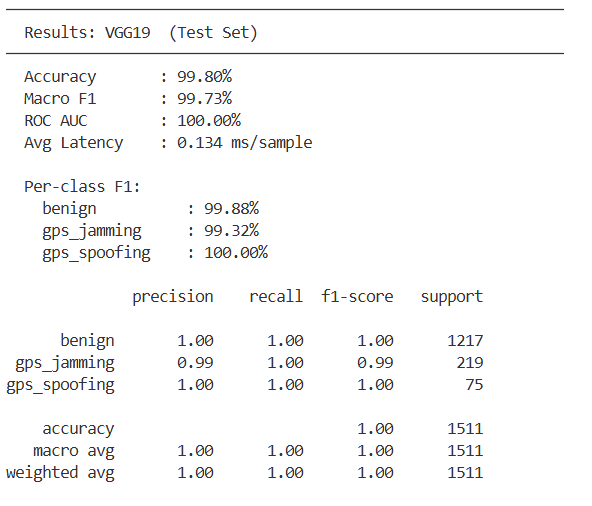 Results: VGG19 (Test Set)
Accuracy : 99.80%
Macro F1 : 99.73%
ROC AUC : 100.00%
Avg Latency : 0.134 ms/sample
Per-class F1:
benign : 99.88%
gps_jamming : 99.32%
gps_spoofing : 100.00%
precision recall f1-score support
benign 1.00 1.00 1.00 1217
gps_jamming 0.99 1.00 0.99 219
gps_spoofing 1.00 1.00 1.00 75
accuracy 1.00 1511
macro avg 1.00 1.00 1.00 1511
weighted avg 1.00 1.00 1.00 1511